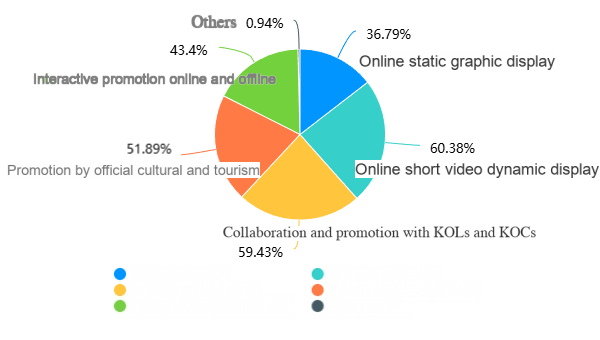 Others 0.94%
36.79%
43.4%
Online static graphic display
Interactive promotion online and offline
51.89%
60.38%
Promotion by official cultural and tourism
Online short video dynamic display
Collaboration and promotion with KOLs and KOCs
59.43%